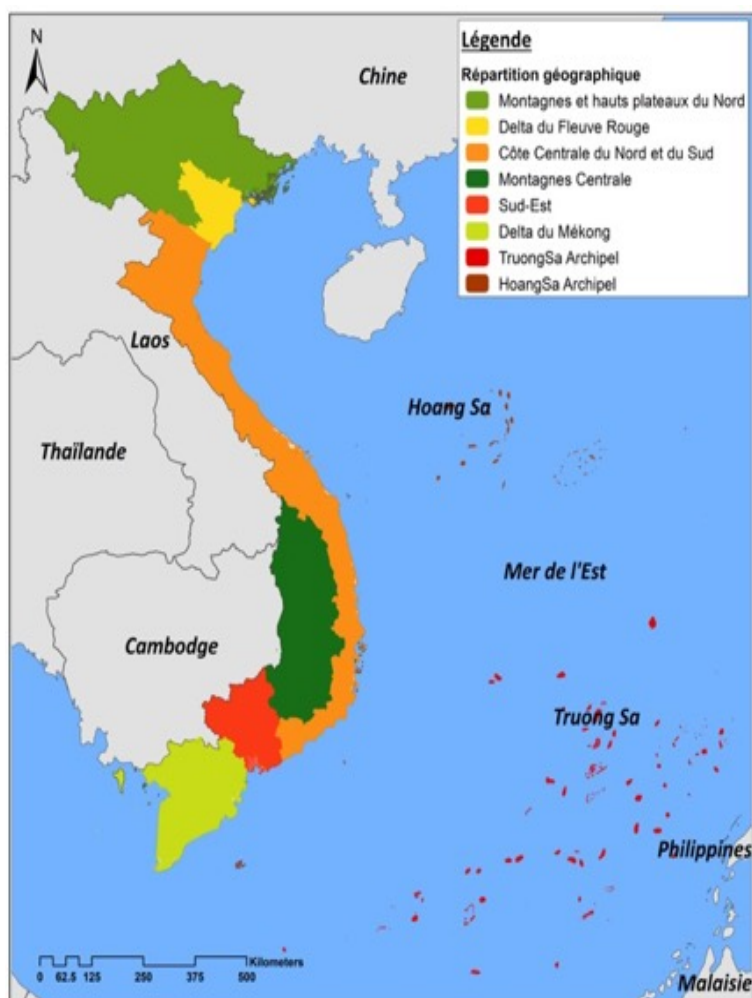 N
Légende
Répartition géographique
Montagnes et hauts plateaux du Nord
Delta du Fleuve Rouge
Côte Centrale du Nord et du Sud
Montagnes Centrale
Sud-Est
Delta du Mékong
TruongSa Archipel
HoangSa Archipel
Chine
Laos
Hoang Sa
Thaïlande
Mer de l'Est
Cambodge
Truong Sa
Philippines
Kilometers
0 62.5 125 250 375 500
Malaisie